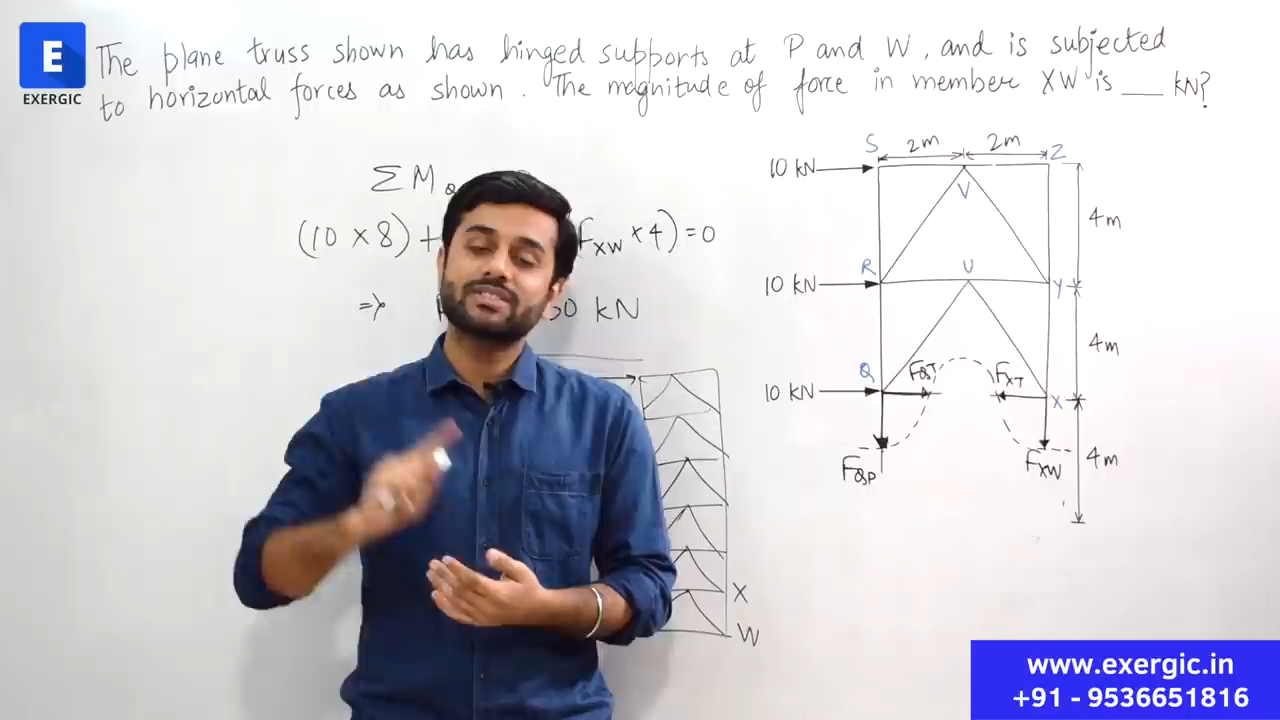 E
EXERGIC
The plane truss shown has hinged supports at P and W, and is subjected
to horizontal forces as shown. The magnitude of force in member XW is ___ kN?
Σ M
(10 × 8) +
F_XW × 4) = 0
⇒
0 kN
X
W
S
2m
2m
Z
10 kN
V
4m
10 kN
R
U
Y
4m
10 kN
Q
F_QT
F_XT
X
4m
F_QP
F_XW
www.exergic.in
+91 - 9536651816